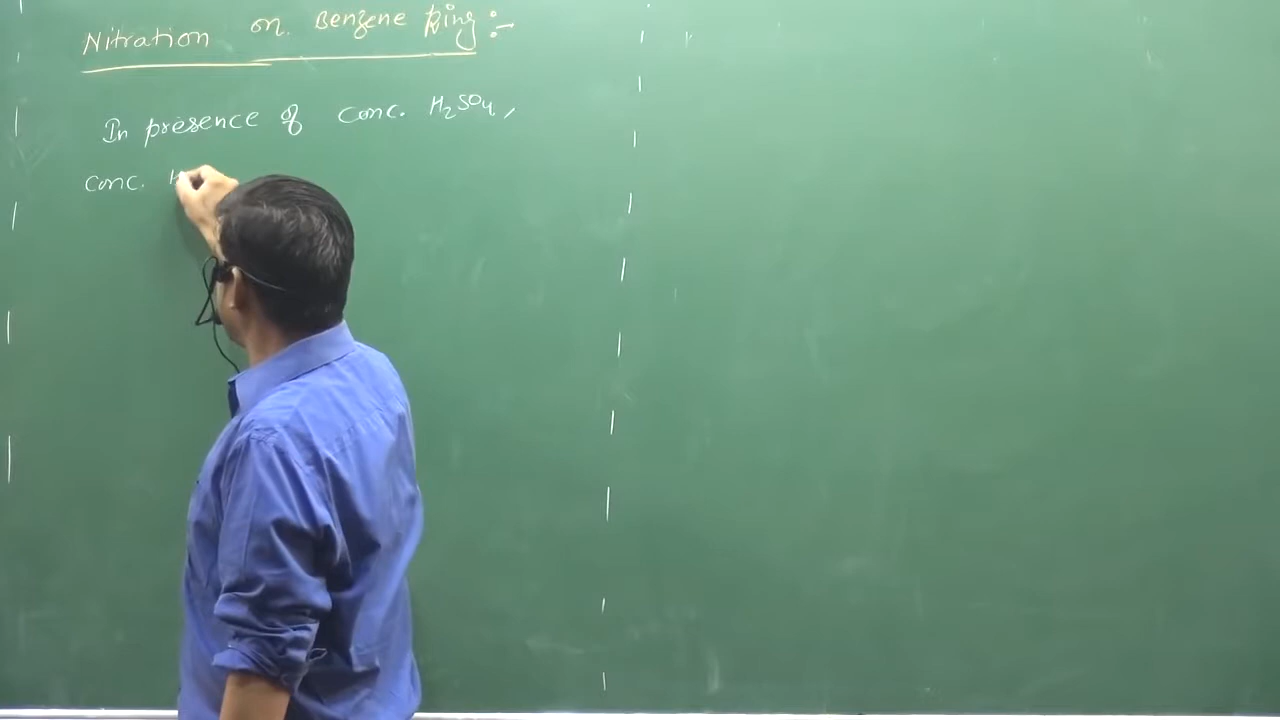 Nitration on Benzene Ring :-
In presence of conc. H₂SO₄,
conc. H